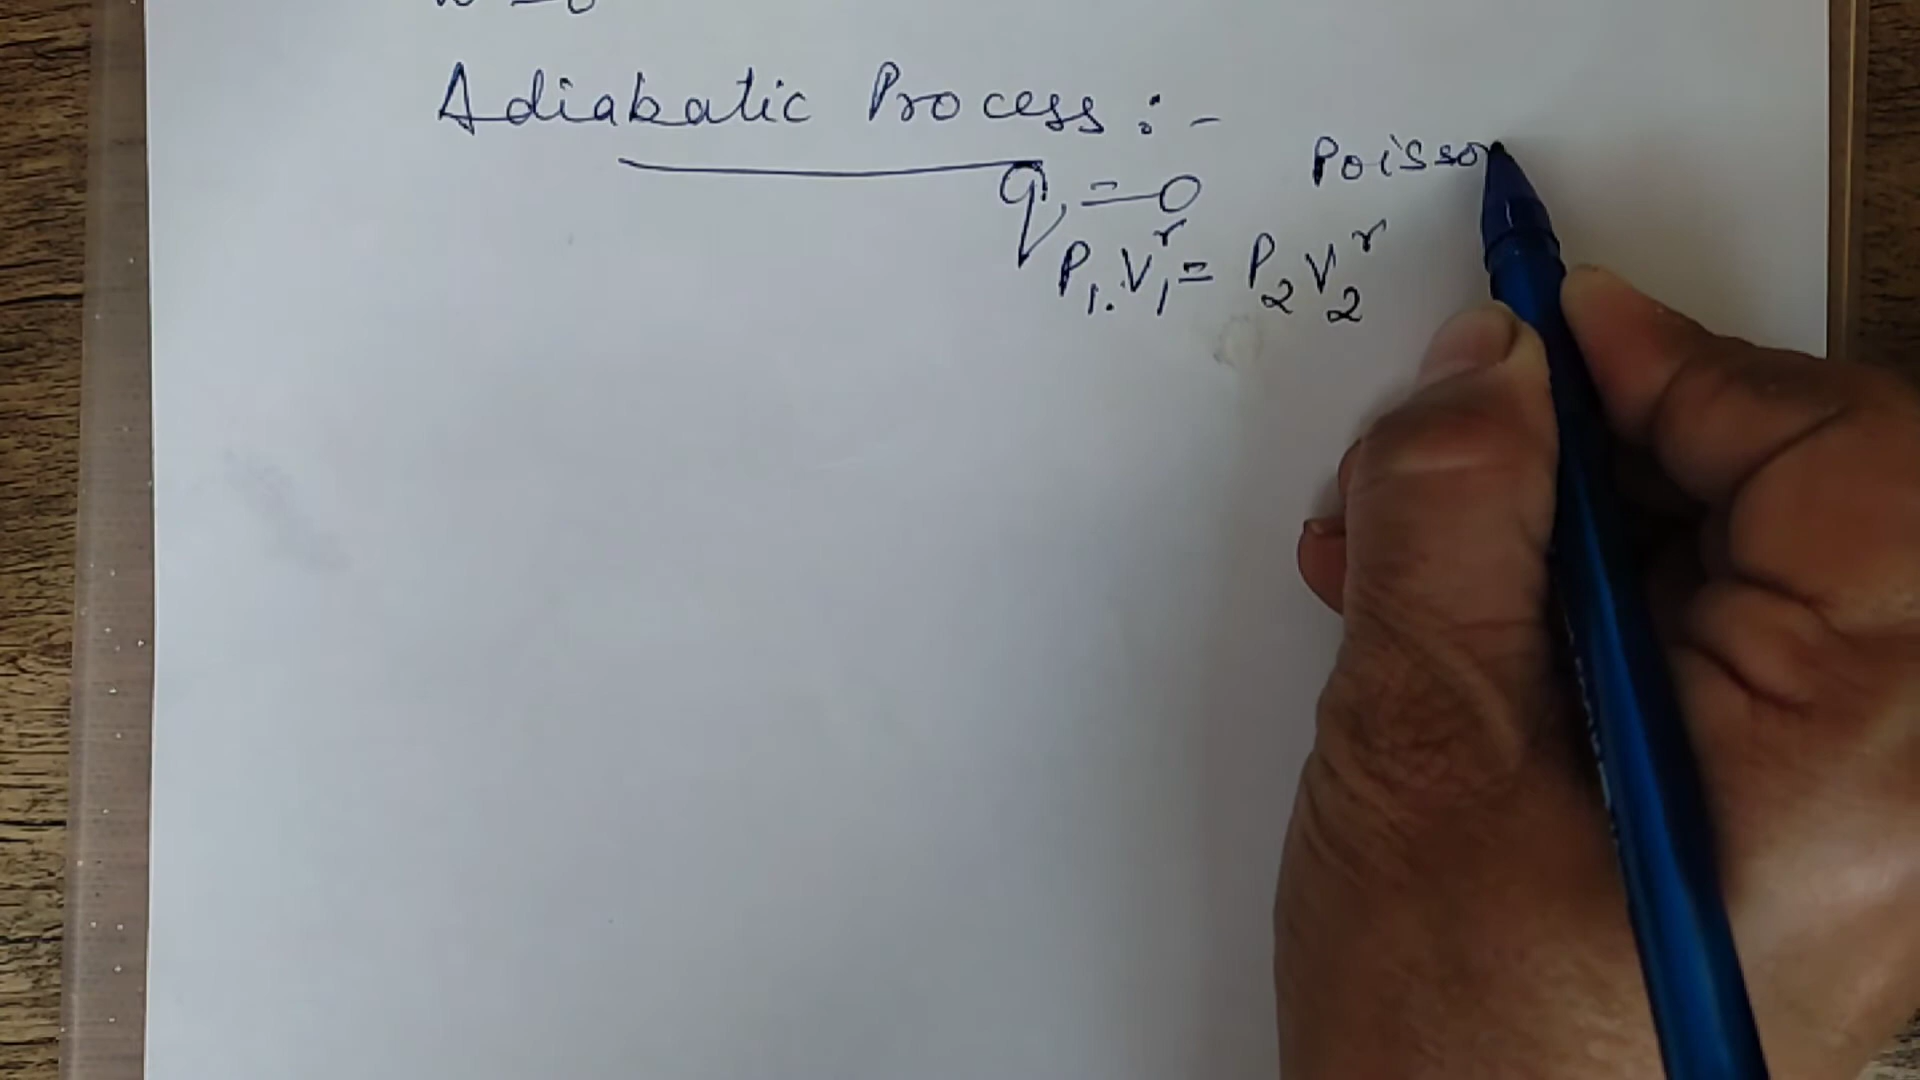 Adiabatic Process :-
q = 0
Poisso
P₁.V₁^γ = P₂V₂^γ